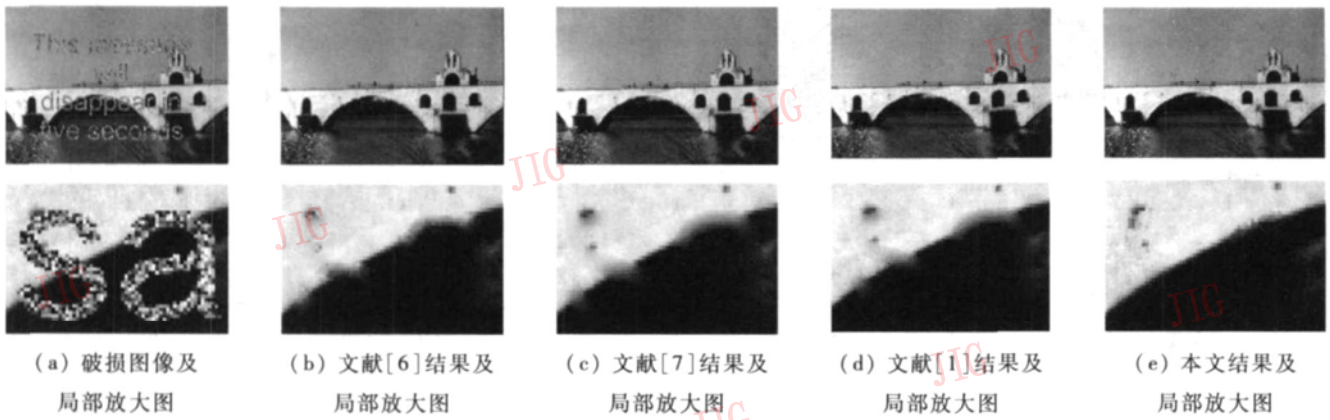 This message
will
disappear in
five seconds
JIG
JIG
JIG
JIG
sa
JIG
JIG
(a) 破损图像及
局部放大图
(b) 文献[6]结果及
局部放大图
(c) 文献[7]结果及
局部放大图
(d) 文献[1]结果及
局部放大图
(e) 本文结果及
局部放大图
JIG
JIG